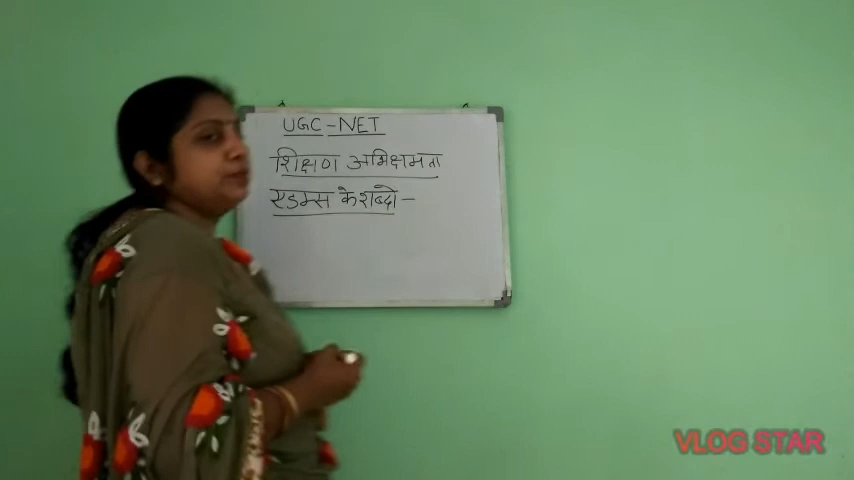 UGC-NET
शिक्षण अभिक्षमता
एडम्स के शब्दो -
VLOG STAR